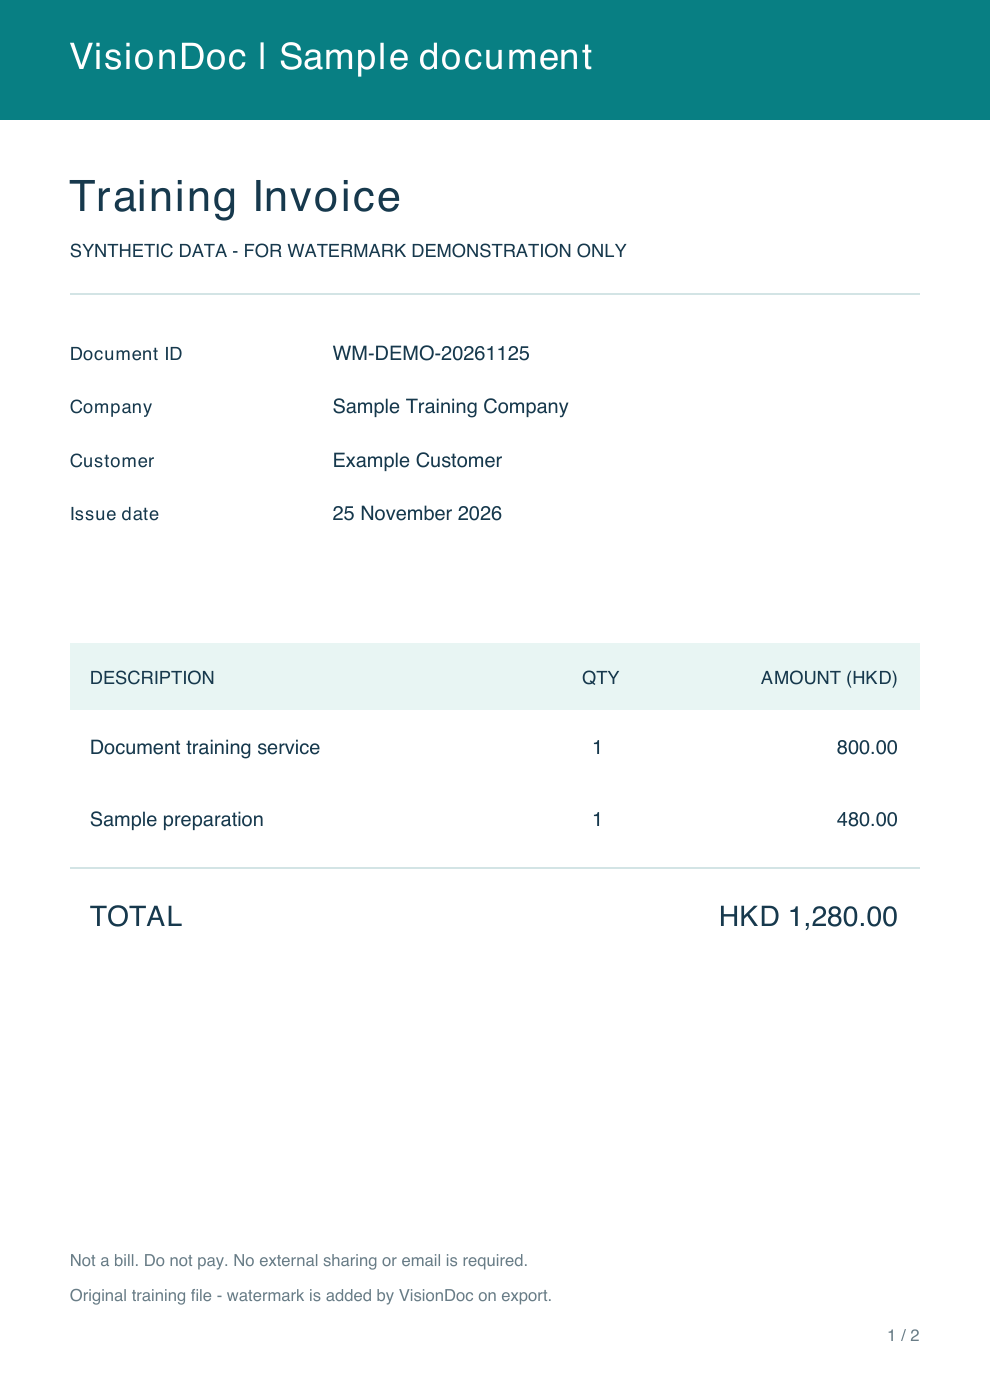 VisionDoc | Sample document
Training Invoice
SYNTHETIC DATA - FOR WATERMARK DEMONSTRATION ONLY
Document ID WM-DEMO-20261125
Company Sample Training Company
Customer Example Customer
Issue date 25 November 2026
DESCRIPTION QTY AMOUNT (HKD)
Document training service 1 800.00
Sample preparation 1 480.00
TOTAL HKD 1,280.00
Not a bill. Do not pay. No external sharing or email is required.
Original training file - watermark is added by VisionDoc on export.
1 / 2